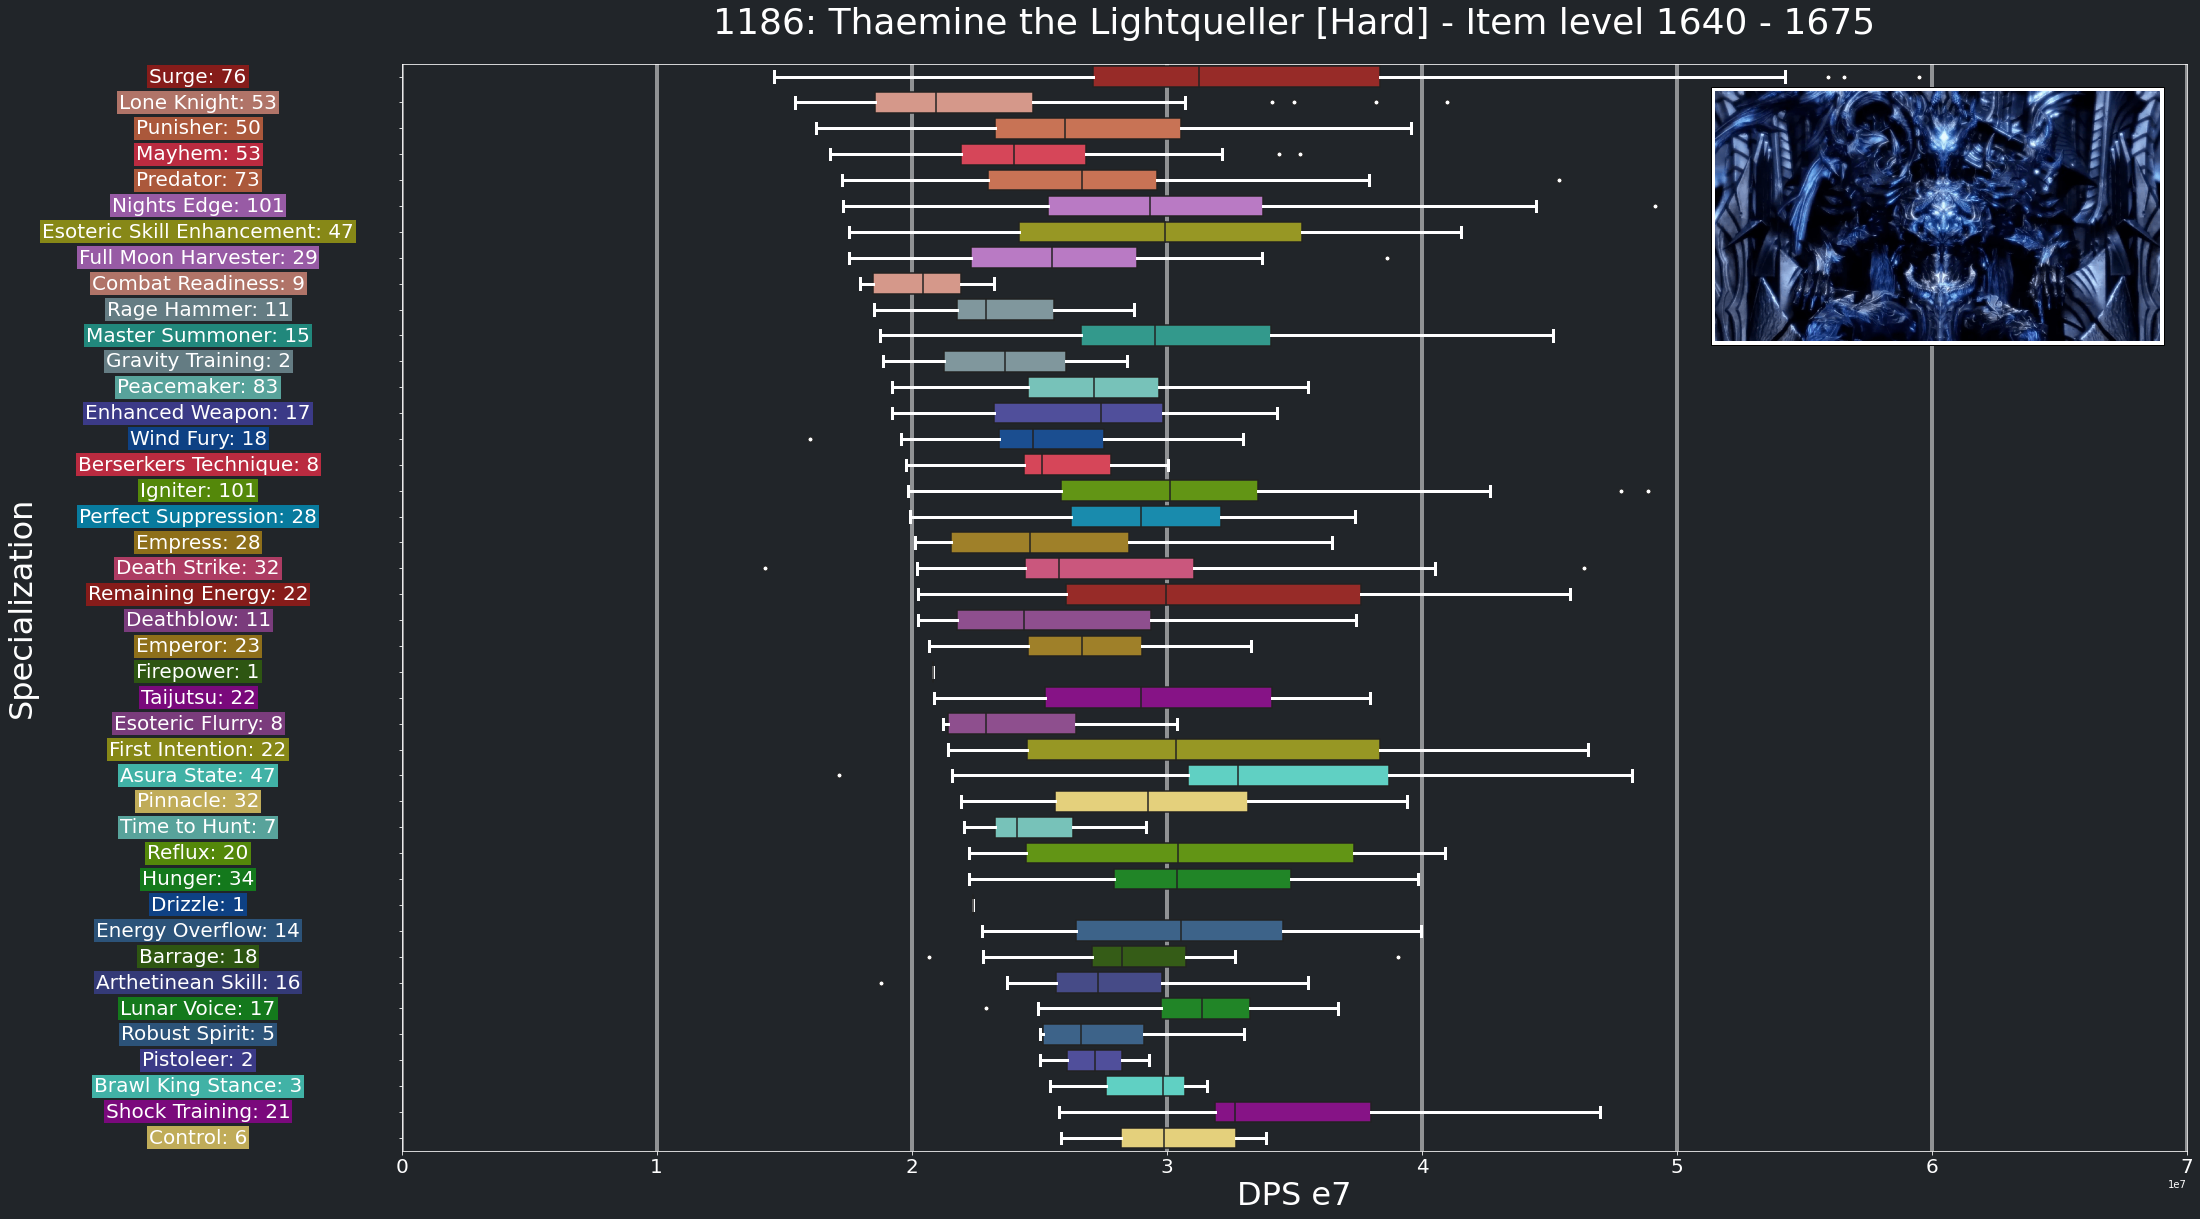 1186: Thaemine the Lightqueller [Hard] - Item level 1640 - 1675
Specialization
Surge: 76
Lone Knight: 53
Punisher: 50
Mayhem: 53
Predator: 73
Nights Edge: 101
Esoteric Skill Enhancement: 47
Full Moon Harvester: 29
Combat Readiness: 9
Rage Hammer: 11
Master Summoner: 15
Gravity Training: 2
Peacemaker: 83
Enhanced Weapon: 17
Wind Fury: 18
Berserkers Technique: 8
Igniter: 101
Perfect Suppression: 28
Empress: 28
Death Strike: 32
Remaining Energy: 22
Deathblow: 11
Emperor: 23
Firepower: 1
Taijutsu: 22
Esoteric Flurry: 8
First Intention: 22
Asura State: 47
Pinnacle: 32
Time to Hunt: 7
Reflux: 20
Hunger: 34
Drizzle: 1
Energy Overflow: 14
Barrage: 18
Arthetinean Skill: 16
Lunar Voice: 17
Robust Spirit: 5
Pistoleer: 2
Brawl King Stance: 3
Shock Training: 21
Control: 6
0 1 2 3 4 5 6 7
1e7
DPS e7